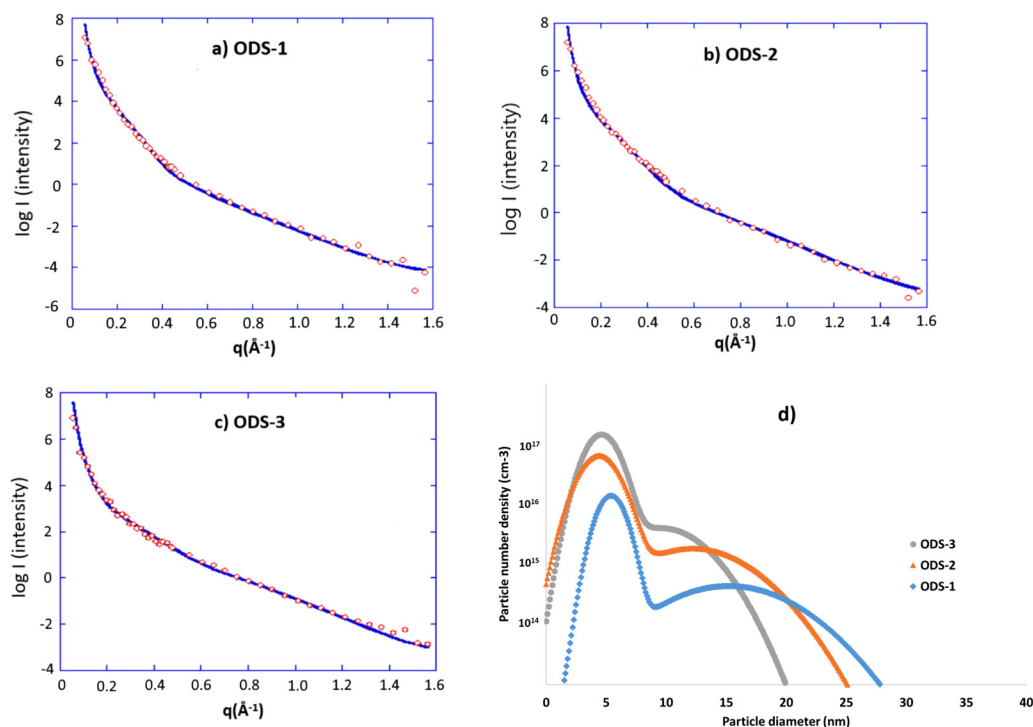 a) ODS-1
log I (intensity)
8
6
4
2
0
-2
-4
-6
0 0.2 0.4 0.6 0.8 1.0 1.2 1.4 1.6
q(Å-1)
b) ODS-2
log I (intensity)
8
6
4
2
0
-2
-4
0 0.2 0.4 0.6 0.8 1.0 1.2 1.4 1.6
q(Å-1)
c) ODS-3
log I (intensity)
8
6
4
2
0
-2
-4
0 0.2 0.4 0.6 0.8 1.0 1.2 1.4 1.6
q(Å-1)
d)
Particle number density (cm-3)
10¹⁷
10¹⁶
10¹⁵
10¹⁴
ODS-3
ODS-2
ODS-1
0 5 10 15 20 25 30 35 40
Particle diameter (nm)